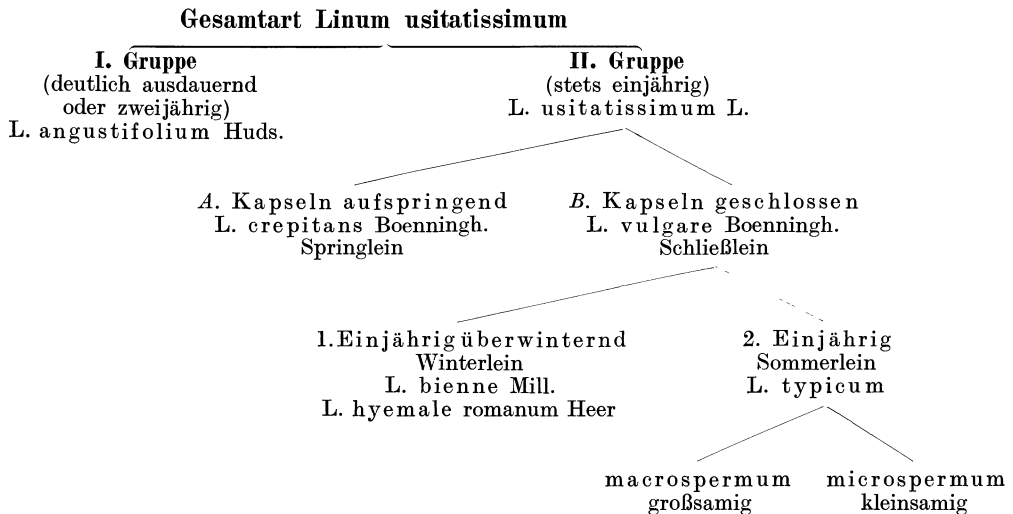 Gesamtart Linum usitatissimum
I. Gruppe
(deutlich ausdauernd
oder zweijährig)
L. angustifolium Huds.
II. Gruppe
(stets einjährig)
L. usitatissimum L.
A. Kapseln aufspringend
L. crepitans Boenningh.
Springlein
B. Kapseln geschlossen
L. vulgare Boenningh.
Schließlein
1. Einjährig überwinternd
Winterlein
L. bienne Mill.
L. hyemale romanum Heer
2. Einjährig
Sommerlein
L. typicum
macrospermum
großsamig
microspermum
kleinsamig